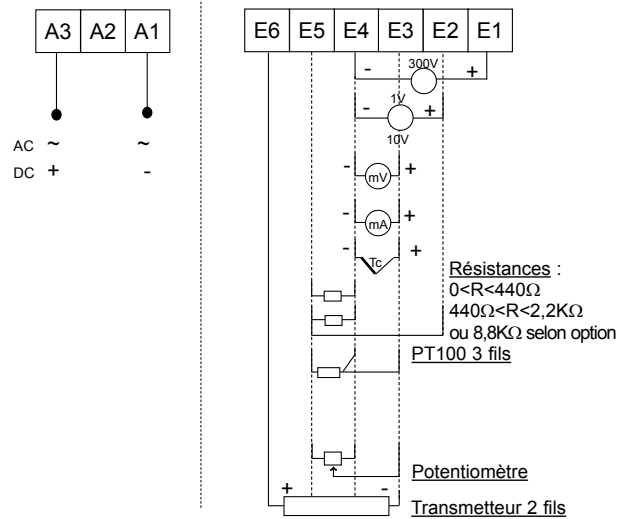 A3 A2 A1
AC ~ ~
DC + -
E6 E5 E4 E3 E2 E1
- 300V +
- 1V +
10V
- mV +
- mA +
- Tc +
Résistances :
0<R<440Ω
440Ω<R<2,2KΩ
ou 8,8KΩ selon option
PT100 3 fils
Potentiomètre
+ -
Transmetteur 2 fils